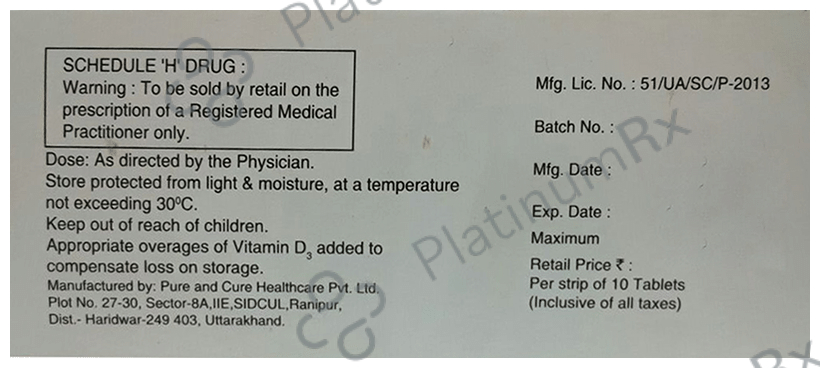 SCHEDULE 'H' DRUG :
Warning : To be sold by retail on the
prescription of a Registered Medical
Practitioner only.
Dose: As directed by the Physician.
Store protected from light & moisture, at a temperature
not exceeding 30ºC.
Keep out of reach of children.
Appropriate overages of Vitamin D₃ added to
compensate loss on storage.
Manufactured by: Pure and Cure Healthcare Pvt. Ltd.
Plot No. 27-30, Sector-8A,IIE,SIDCUL,Ranipur,
Dist.- Haridwar-249 403, Uttarakhand.
Mfg. Lic. No. : 51/UA/SC/P-2013
Batch No. :
Mfg. Date :
Exp. Date :
Maximum
Retail Price ₹ :
Per strip of 10 Tablets
(Inclusive of all taxes)
PlatinumRx